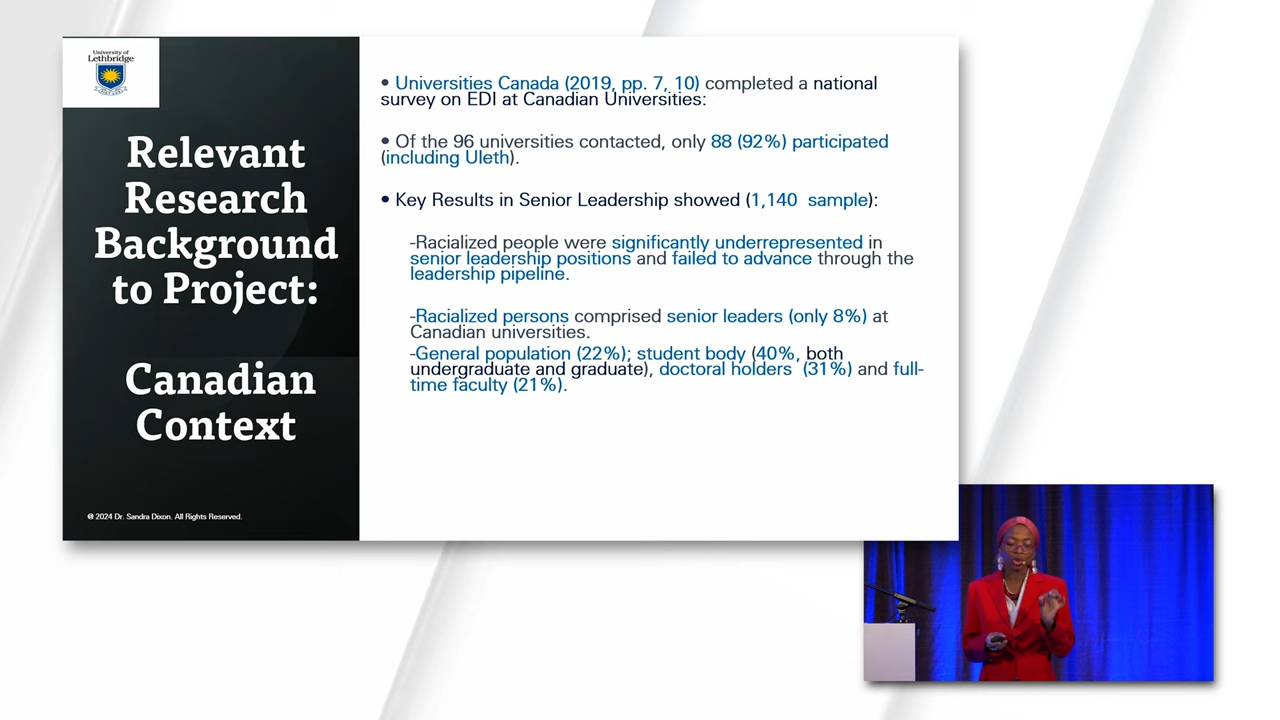 University of
Lethbridge
Relevant
Research
Background
to Project:
Canadian
Context
@ 2024 Dr. Sandra Dixon. All Rights Reserved.
• Universities Canada (2019, pp. 7, 10) completed a national
survey on EDI at Canadian Universities:
• Of the 96 universities contacted, only 88 (92%) participated
(including Uleth).
• Key Results in Senior Leadership showed (1,140  sample):
-Racialized people were significantly underrepresented in
senior leadership positions and failed to advance through the
leadership pipeline.
-Racialized persons comprised senior leaders (only 8%) at
Canadian universities.
-General population (22%); student body (40%, both
undergraduate and graduate), doctoral holders  (31%) and full-
time faculty (21%).